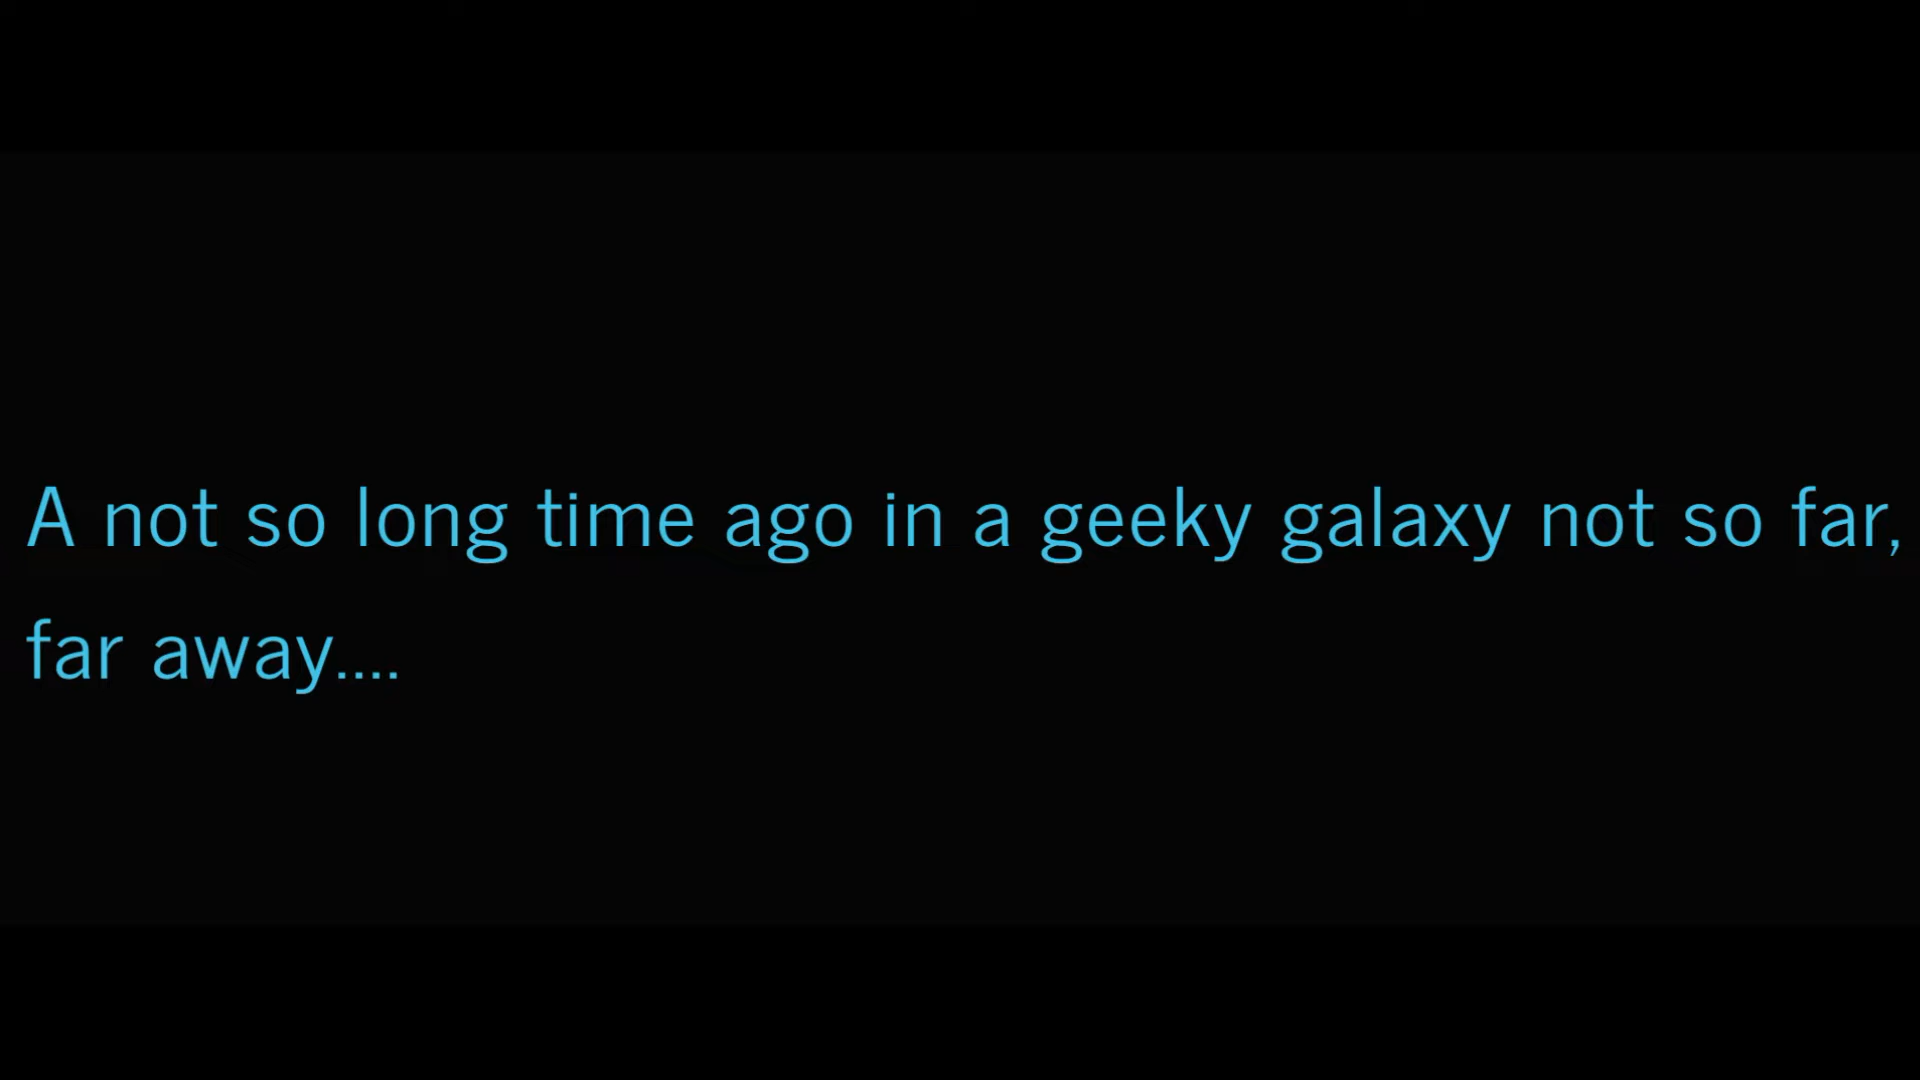 A not so long time ago in a geeky galaxy not so far,
far away....